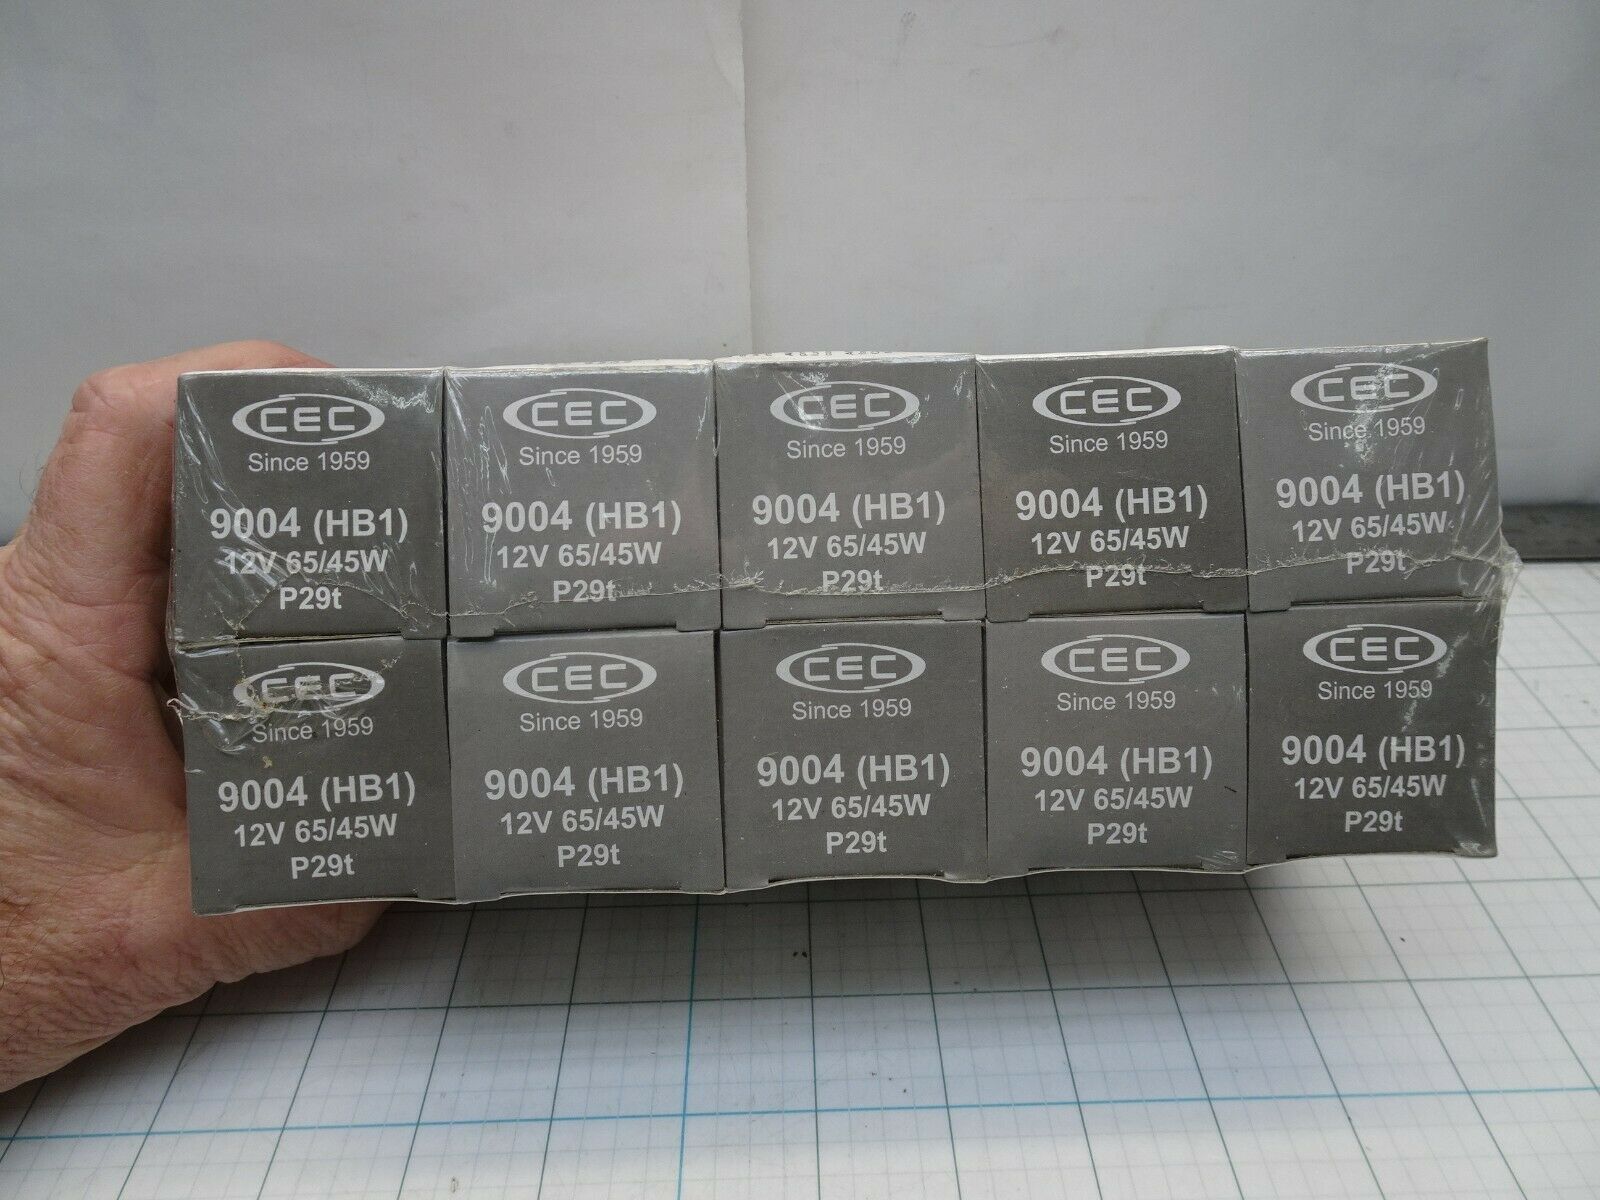 CEC
Since 1959
9004 (HB1)
12V 65/45W
P29t
CEC
Since 1959
9004 (HB1)
12V 65/45W
P29t
CEC
Since 1959
9004 (HB1)
12V 65/45W
P29t
CEC
Since 1959
9004 (HB1)
12V 65/45W
P29t
CEC
Since 1959
9004 (HB1)
12V 65/45W
P29t
CEC
Since 1959
9004 (HB1)
12V 65/45W
P29t
CEC
Since 1959
9004 (HB1)
12V 65/45W
P29t
CEC
Since 1959
9004 (HB1)
12V 65/45W
P29t
CEC
Since 1959
9004 (HB1)
12V 65/45W
P29t
CEC
Since 1959
9004 (HB1)
12V 65/45W
P29t